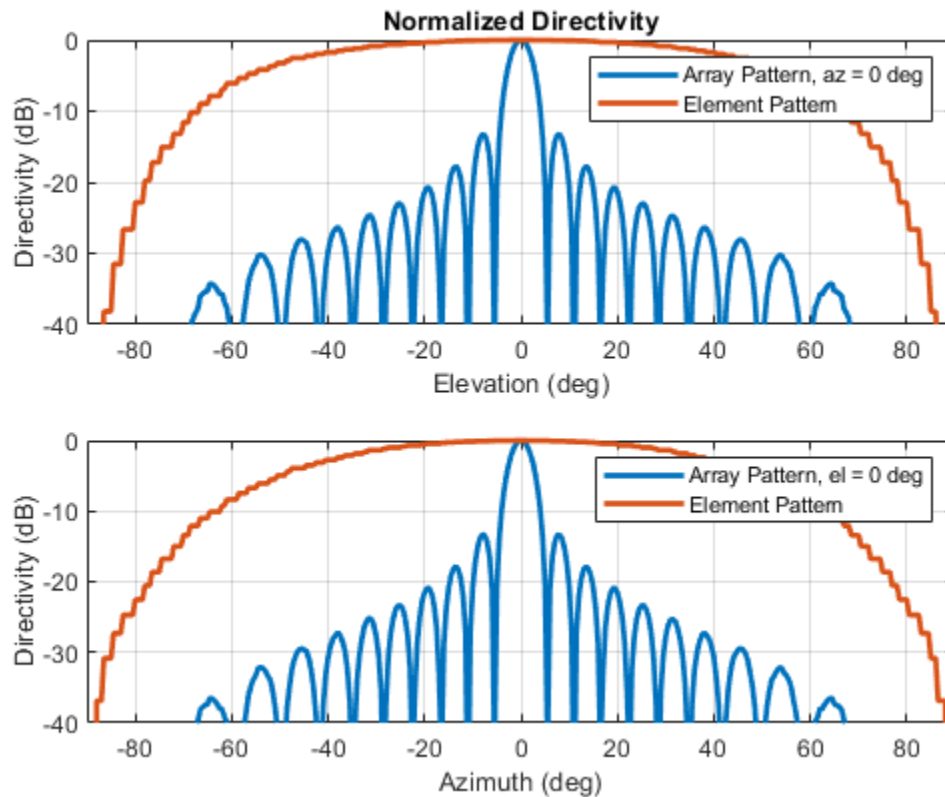 Normalized Directivity
0
-10
-20
-30
-40
Directivity (dB)
Array Pattern, az = 0 deg
Element Pattern
-80 -60 -40 -20 0 20 40 60 80
Elevation (deg)
0
-10
-20
-30
-40
Directivity (dB)
Array Pattern, el = 0 deg
Element Pattern
-80 -60 -40 -20 0 20 40 60 80
Azimuth (deg)